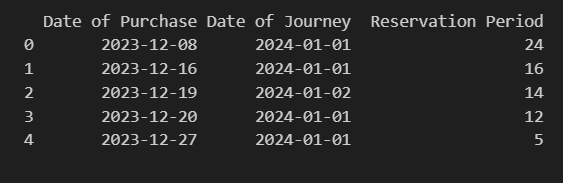 Date of Purchase Date of Journey Reservation Period
0 2023-12-08 2024-01-01 24
1 2023-12-16 2024-01-01 16
2 2023-12-19 2024-01-02 14
3 2023-12-20 2024-01-01 12
4 2023-12-27 2024-01-01 5